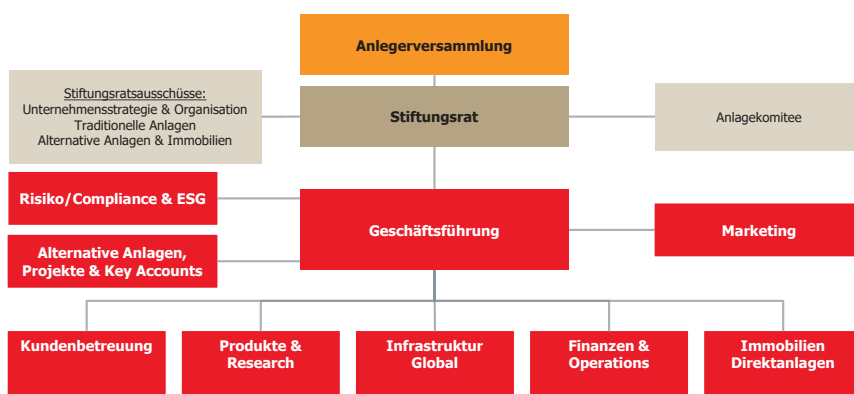 Anlegerversammlung
Stiftungsratsausschüsse:
Unternehmensstrategie & Organisation
Traditionelle Anlagen
Alternative Anlagen & Immobilien
Stiftungsrat
Anlagekomitee
Risiko/Compliance & ESG
Geschäftsführung
Marketing
Alternative Anlagen,
Projekte & Key Accounts
Kundenbetreuung
Produkte &
Research
Infrastruktur
Global
Finanzen &
Operations
Immobilien
Direktanlagen